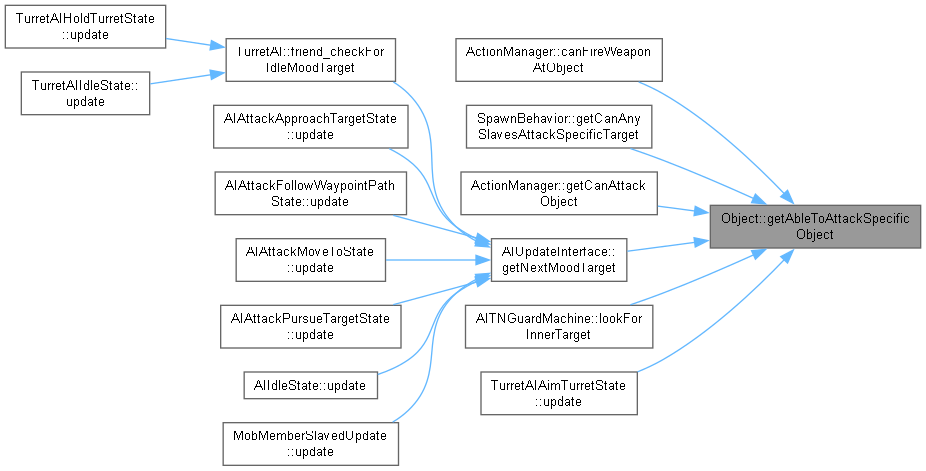 TurretAIHoldTurretState
::update
TurretAIIdleState::
update
TurretAI::friend_checkFor
IdleMoodTarget
AIAttackApproachTargetState
::update
AIAttackFollowWaypointPath
State::update
AIAttackMoveToState
::update
AIAttackPursueTargetState
::update
AIIdleState::update
MobMemberSlavedUpdate
::update
ActionManager::canFireWeapon
AtObject
SpawnBehavior::getCanAny
SlavesAttackSpecificTarget
ActionManager::getCanAttack
Object
AIUpdateInterface::
getNextMoodTarget
AITNGuardMachine::lookFor
InnerTarget
TurretAIAimTurretState
::update
Object::getAbleToAttackSpecific
Object